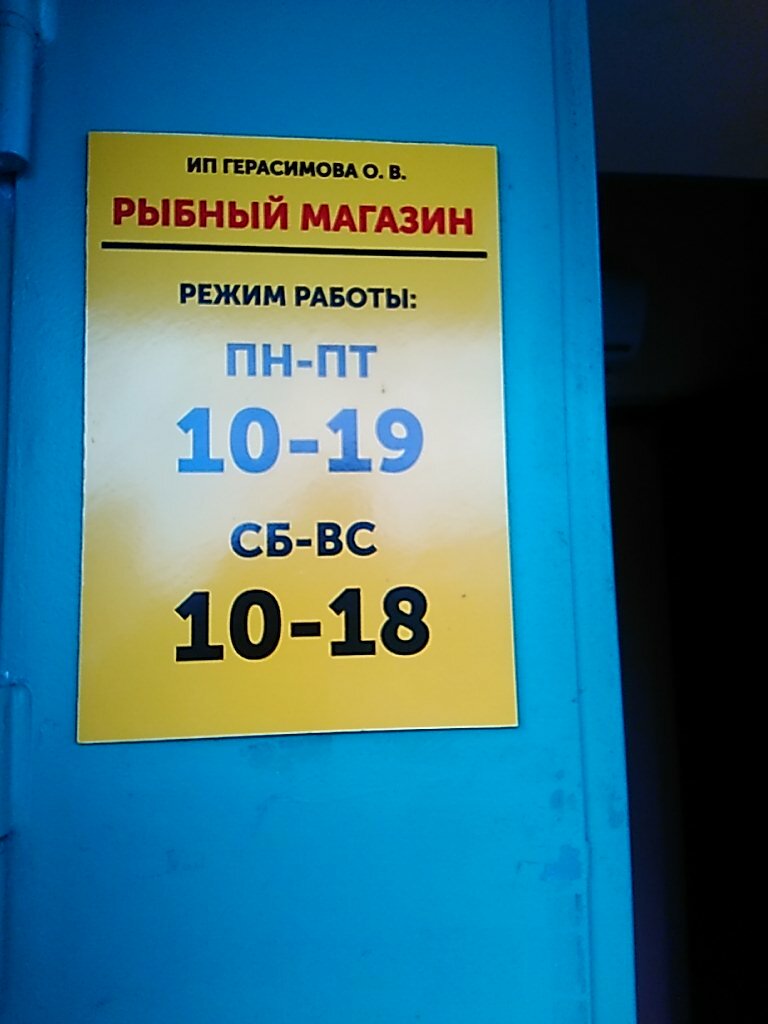 ИП ГЕРАСИМОВА О. В.
РЫБНЫЙ МАГАЗИН
РЕЖИМ РАБОТЫ:
ПН-ПТ
10-19
СБ-ВС
10-18